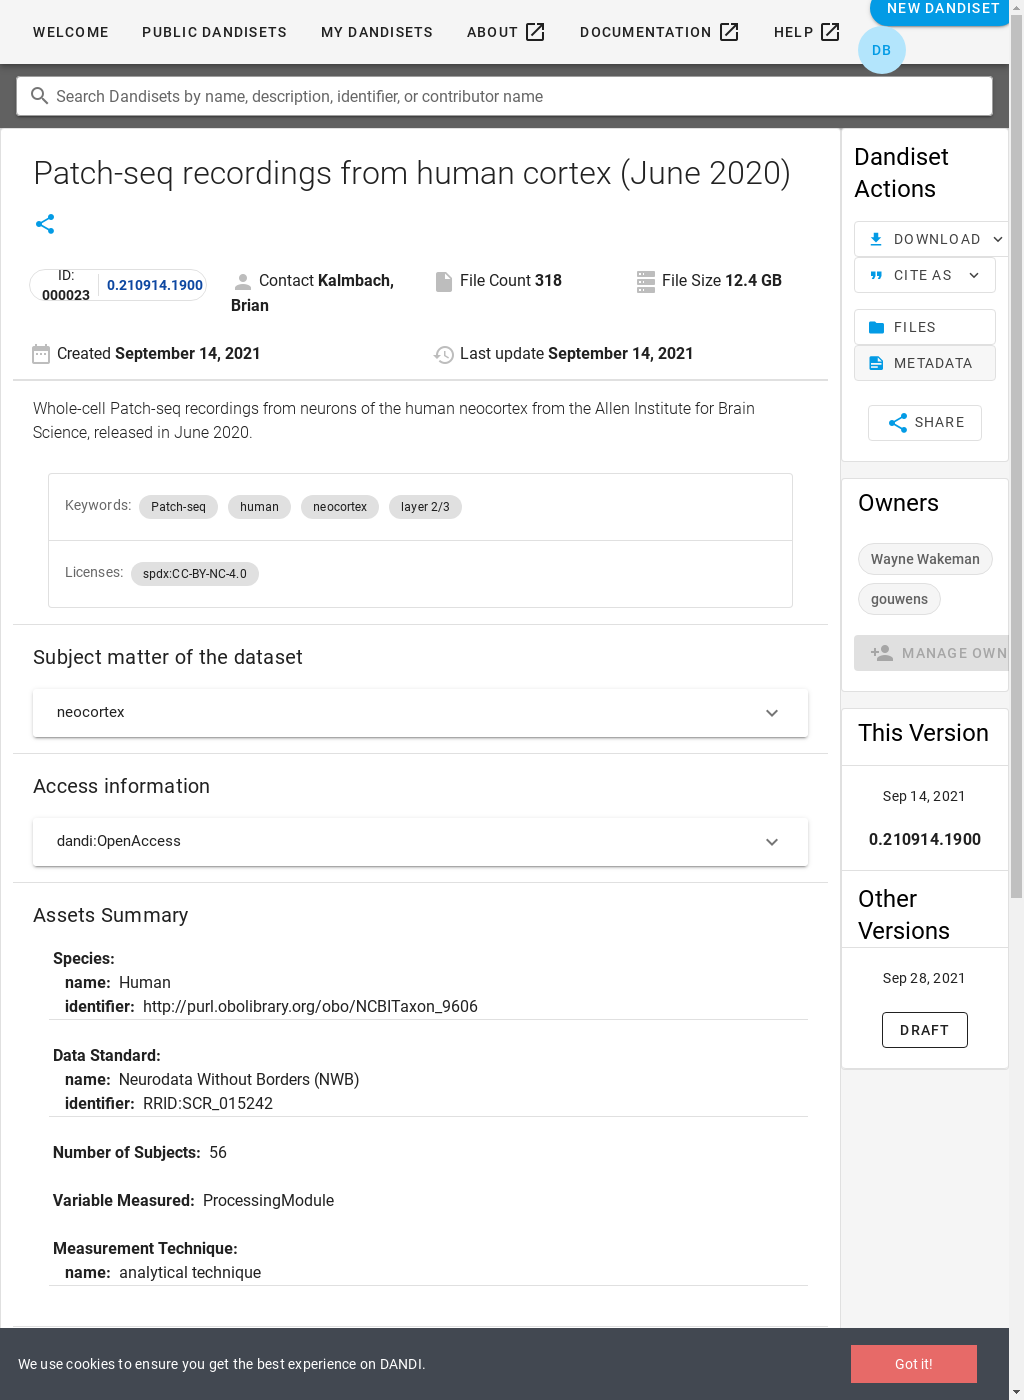 WELCOME PUBLIC DANDISETS MY DANDISETS ABOUT DOCUMENTATION HELP NEW DANDISET
DB
Search Dandisets by name, description, identifier, or contributor name
Patch-seq recordings from human cortex (June 2020)
ID: 000023 0.210914.1900
Contact Kalmbach, Brian
File Count 318
File Size 12.4 GB
Created September 14, 2021
Last update September 14, 2021
Whole-cell Patch-seq recordings from neurons of the human neocortex from the Allen Institute for Brain
Science, released in June 2020.
Keywords: Patch-seq human neocortex layer 2/3
Licenses: spdx:CC-BY-NC-4.0
Subject matter of the dataset
neocortex
Access information
dandi:OpenAccess
Assets Summary
Species:
name: Human
identifier: http://purl.obolibrary.org/obo/NCBITaxon_9606
Data Standard:
name: Neurodata Without Borders (NWB)
identifier: RRID:SCR_015242
Number of Subjects: 56
Variable Measured: ProcessingModule
Measurement Technique:
name: analytical technique
Dandiset
Actions
DOWNLOAD
CITE AS
FILES
METADATA
SHARE
Owners
Wayne Wakeman
gouwens
MANAGE OWN
This Version
Sep 14, 2021
0.210914.1900
Other
Versions
Sep 28, 2021
DRAFT
We use cookies to ensure you get the best experience on DANDI.
Got it!